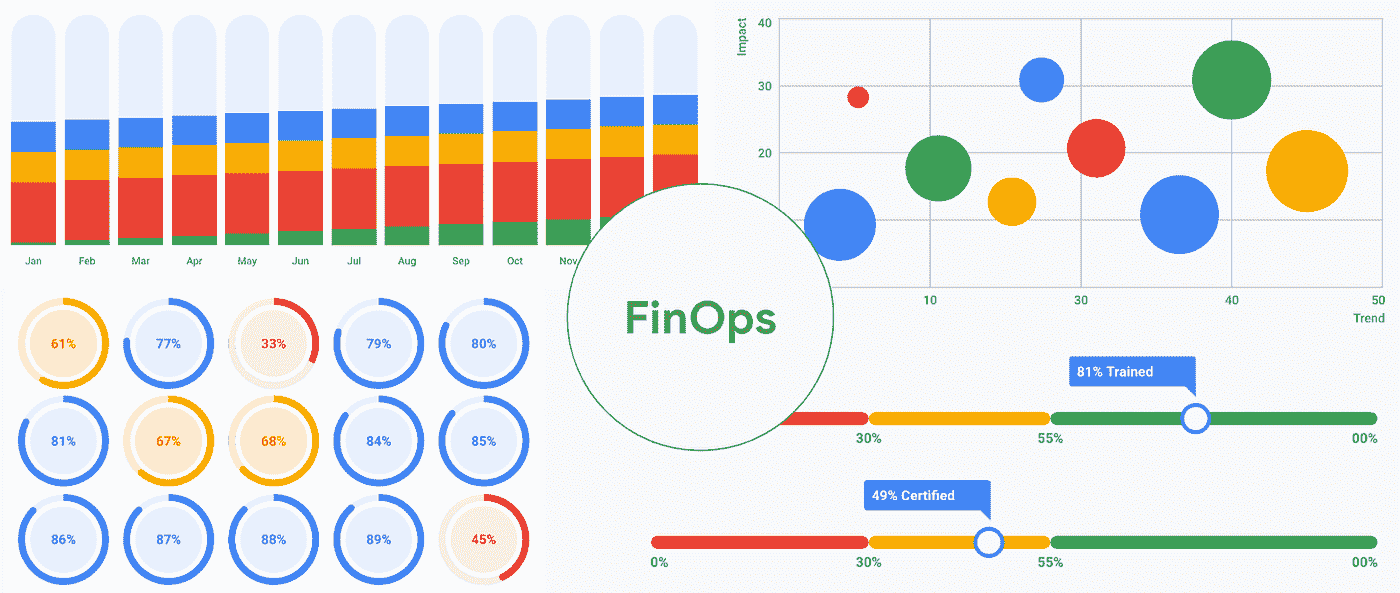 Impact
40
30
20
10
30
40
50
Trend
Jan
Feb
Mar
Apr
May
Jun
Jul
Aug
Sep
Oct
Nov
FinOps
61%
77%
33%
79%
80%
81%
67%
68%
84%
85%
86%
87%
88%
89%
45%
81% Trained
30%
55%
00%
49% Certified
0%
30%
55%
00%